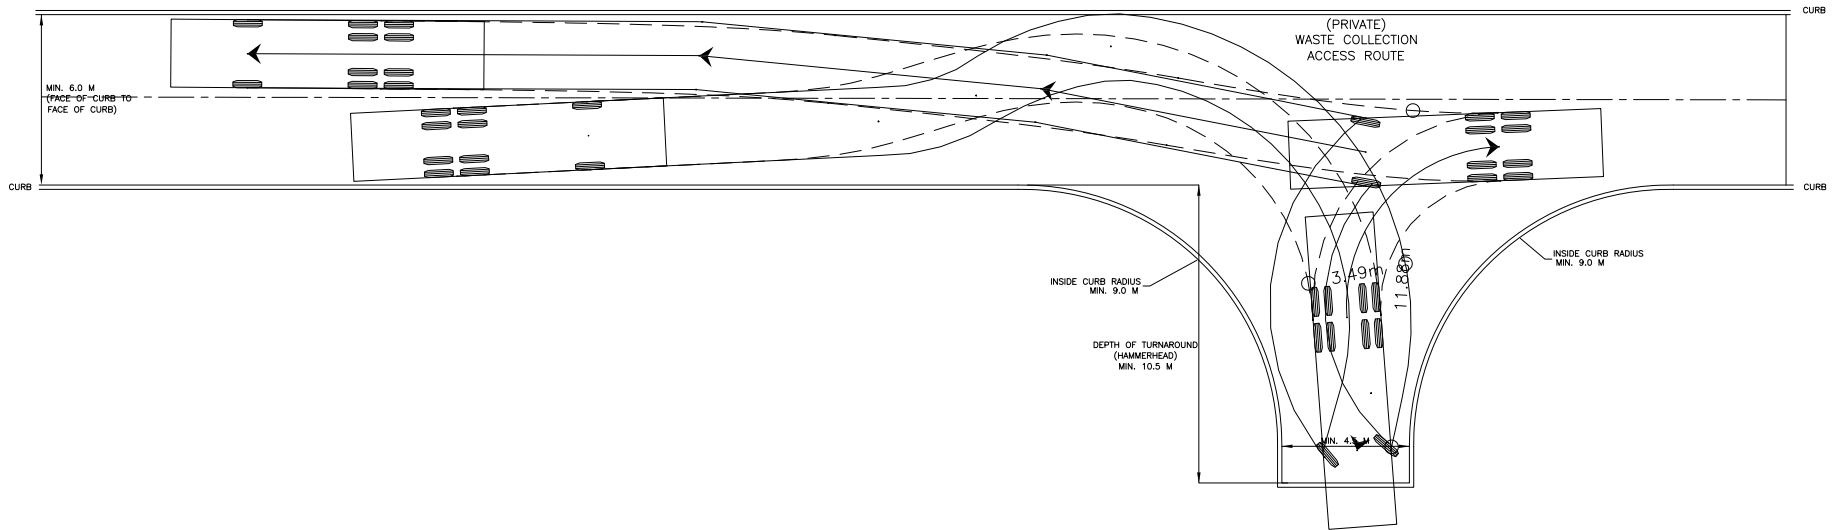 CURB
(PRIVATE)
WASTE COLLECTION
ACCESS ROUTE
MIN. 6.0 M
(FACE OF CURB TO
FACE OF CURB)
CURB
CURB
INSIDE CURB RADIUS
MIN. 9.0 M
INSIDE CURB RADIUS
MIN. 9.0 M
3.49m
11.88m
DEPTH OF TURNAROUND
(HAMMERHEAD)
MIN. 10.5 M
MIN. 4.5 M